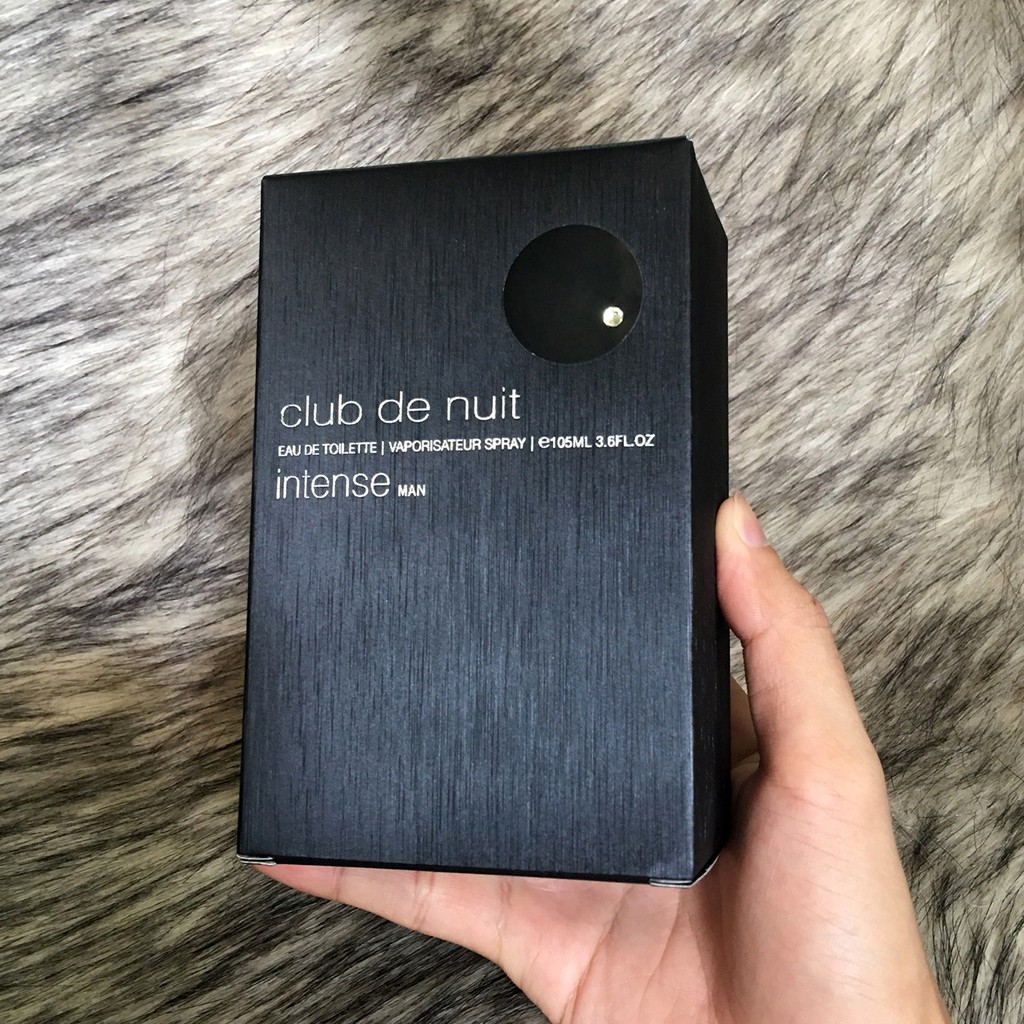 club de nuit
EAU DE TOILETTE | VAPORISATEUR SPRAY | ℮105ML 3.6FL.OZ
intense MAN